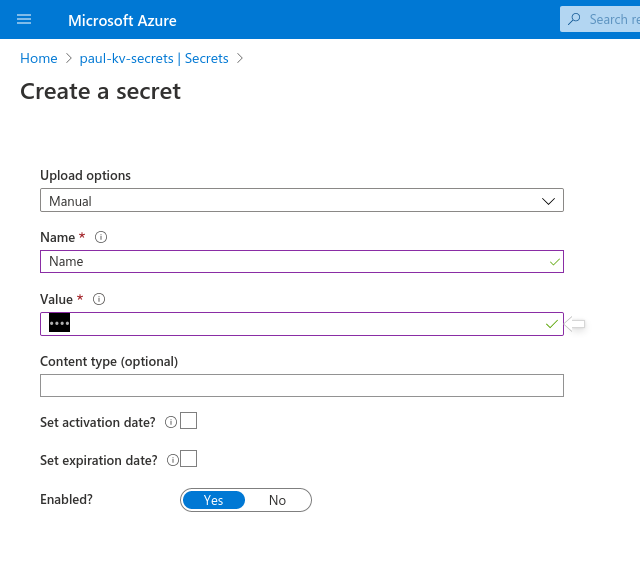 Microsoft Azure
Search re
Home > paul-kv-secrets | Secrets >
Create a secret
Upload options
Manual
Name *
Name
Value *
••••
Content type (optional)
Set activation date?
Set expiration date?
Enabled? Yes No